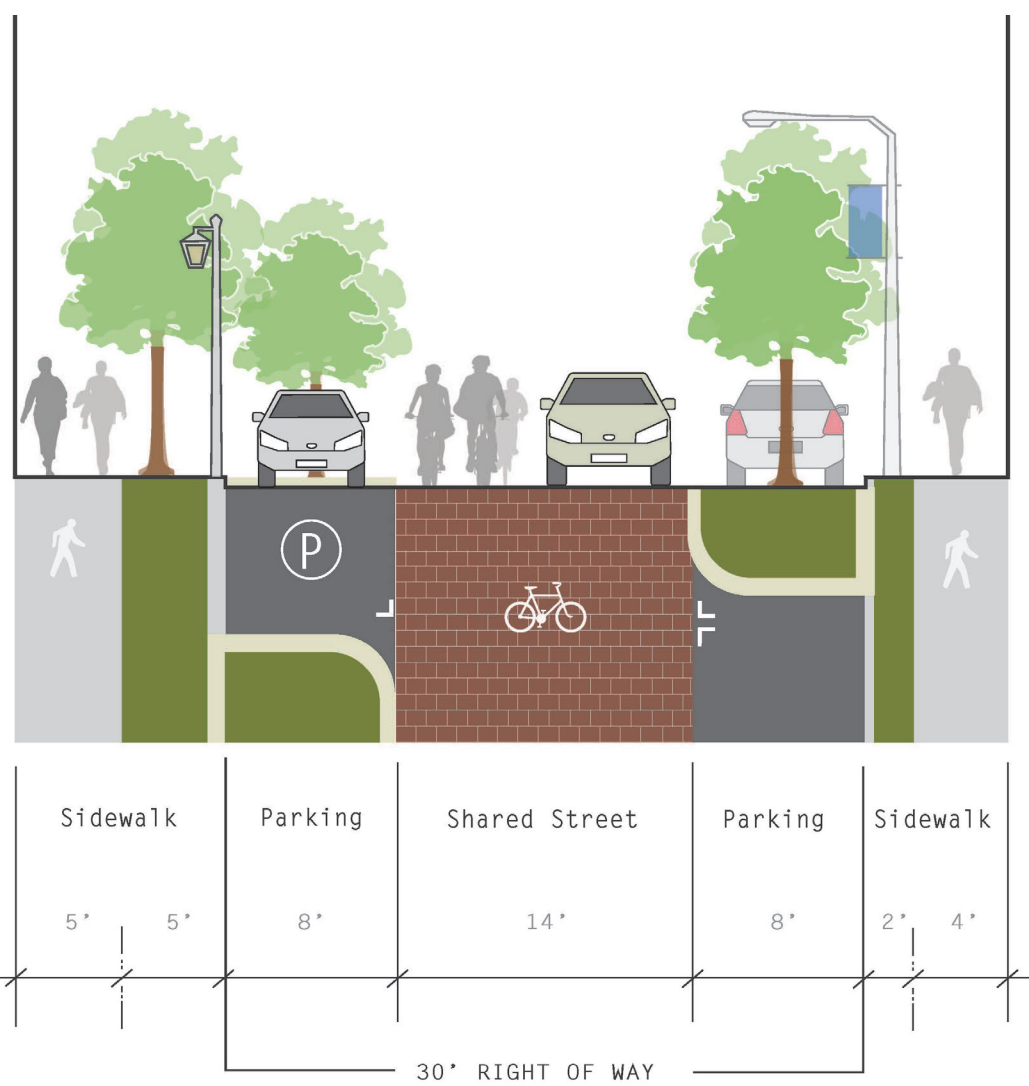 P
Sidewalk Parking Shared Street Parking Sidewalk
5’ 5’ 8’ 14’ 8’ 2’ 4’
30’ RIGHT OF WAY